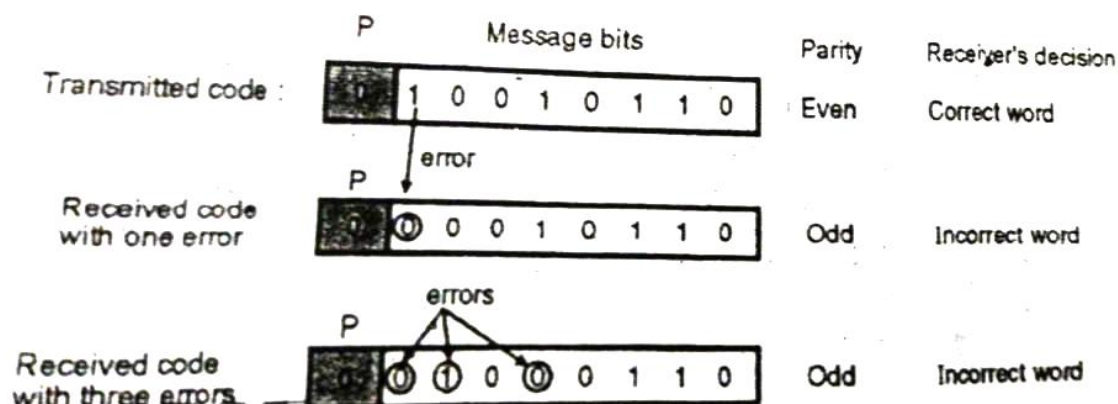 P Message bits Parity Receiver's decision
Transmitted code : 0 1 0 0 1 0 1 1 0 Even Correct word
error
P
Received code with one error 0 0 0 0 1 0 1 1 0 Odd Incorrect word
errors
P
Received code with three errors 0 0 1 0 0 0 1 1 0 Odd Incorrect word